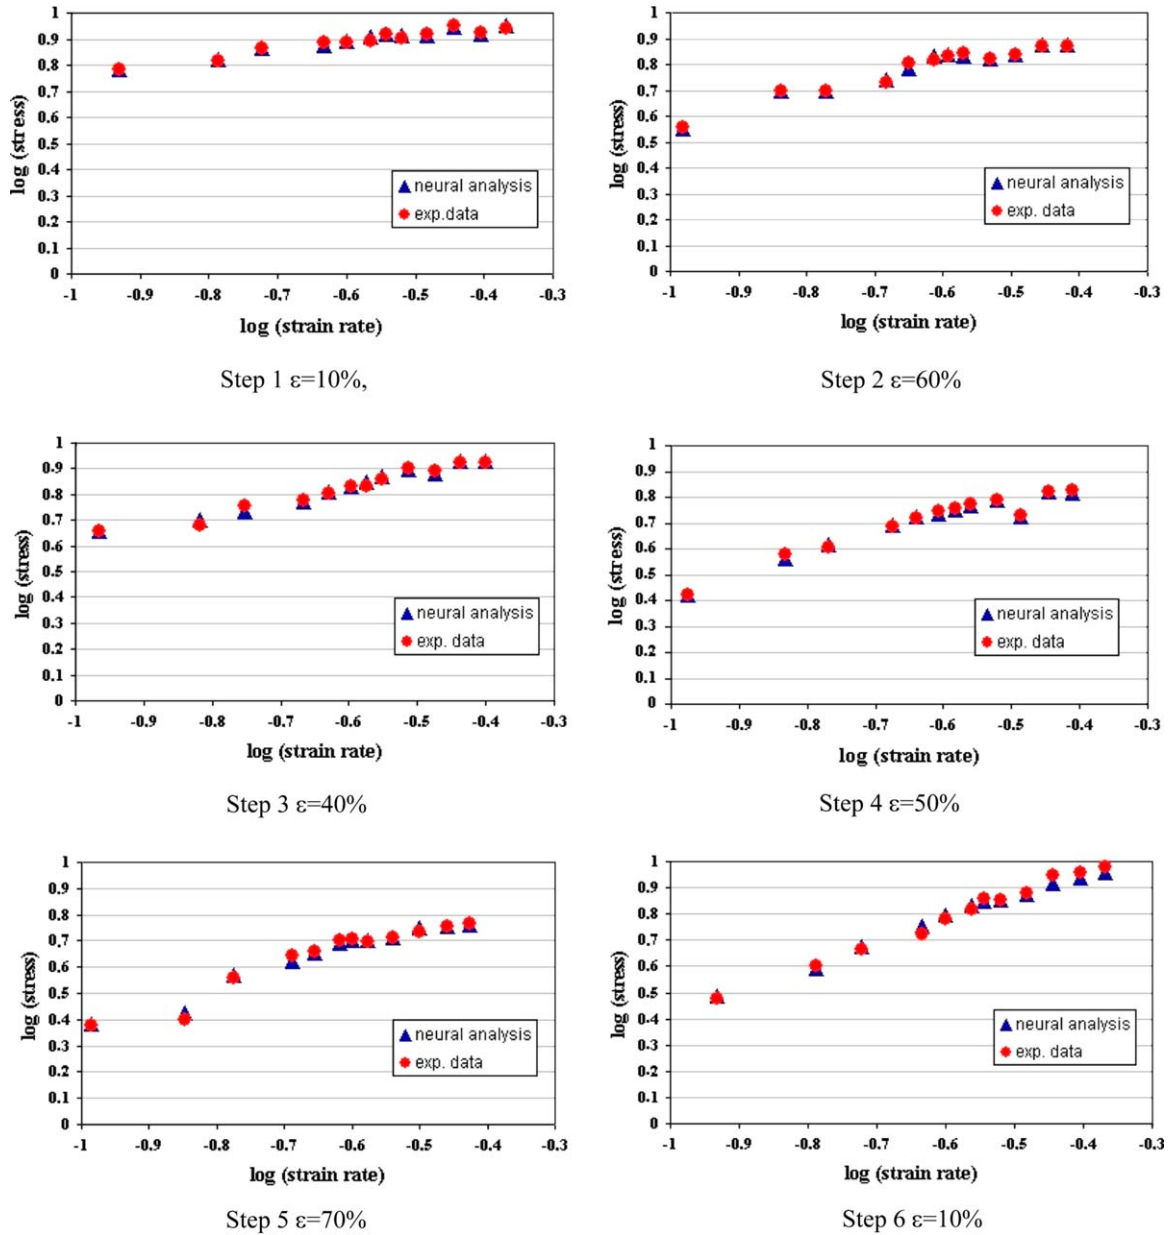 1
0.9
0.8
0.7
0.6
0.5
0.4
0.3
0.2
0.1
0
log (stress)
-1 -0.9 -0.8 -0.7 -0.6 -0.5 -0.4 -0.3
log (strain rate)
neural analysis
exp.data
Step 1 ε=10%,
1
0.9
0.8
0.7
0.6
0.5
0.4
0.3
0.2
0.1
0
log (stress)
-1 -0.9 -0.8 -0.7 -0.6 -0.5 -0.4 -0.3
log (strain rate)
neural analysis
exp. data
Step 2 ε=60%
1
0.9
0.8
0.7
0.6
0.5
0.4
0.3
0.2
0.1
0
log (stress)
-1 -0.9 -0.8 -0.7 -0.6 -0.5 -0.4 -0.3
log (strain rate)
neural analysis
exp. data
Step 3 ε=40%
1
0.9
0.8
0.7
0.6
0.5
0.4
0.3
0.2
0.1
0
log (stress)
-1 -0.9 -0.8 -0.7 -0.6 -0.5 -0.4 -0.3
log (strain rate)
neural analysis
exp. data
Step 4 ε=50%
1
0.9
0.8
0.7
0.6
0.5
0.4
0.3
0.2
0.1
0
log (stress)
-1 -0.9 -0.8 -0.7 -0.6 -0.5 -0.4 -0.3
log (strain rate)
neural analysis
exp. data
Step 5 ε=70%
1
0.9
0.8
0.7
0.6
0.5
0.4
0.3
0.2
0.1
0
log (stress)
-1 -0.9 -0.8 -0.7 -0.6 -0.5 -0.4 -0.3
log (strain rate)
neural analysis
exp. data
Step 6 ε=10%